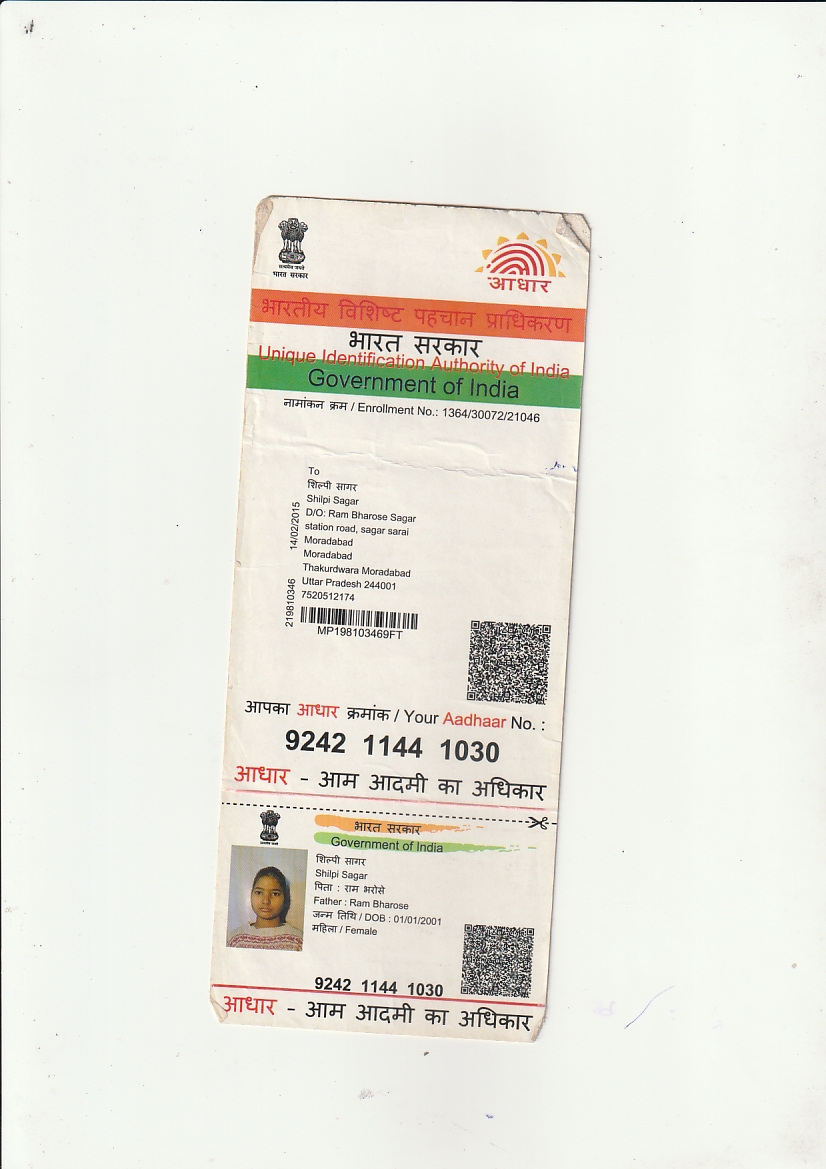 सत्यमेव जयते
भारत सरकार
आधार
भारतीय विशिष्ट पहचान प्राधिकरण
भारत सरकार
Unique Identification Authority of India
Government of India
नामांकन क्रम / Enrollment No.: 1364/30072/21046
To
शिल्पी सागर
Shilpi Sagar
D/O: Ram Bharose Sagar
station road, sagar sarai
Moradabad
Moradabad
Thakurdwara Moradabad
Uttar Pradesh 244001
7520512174
14/02/2015
219810346
MP198103469FT
आपका आधार क्रमांक / Your Aadhaar No. :
9242 1144 1030
आधार - आम आदमी का अधिकार
भारत सरकार
Government of India
शिल्पी सागर
Shilpi Sagar
पिता : राम भरोसे
Father : Ram Bharose
जन्म तिथि / DOB : 01/01/2001
महिला / Female
9242 1144 1030
आधार - आम आदमी का अधिकार